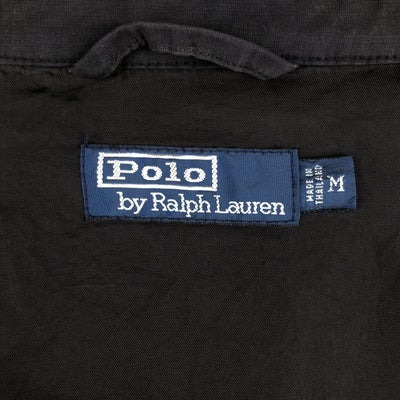 Polo
by Ralph Lauren
MADE IN
THAILAND
M